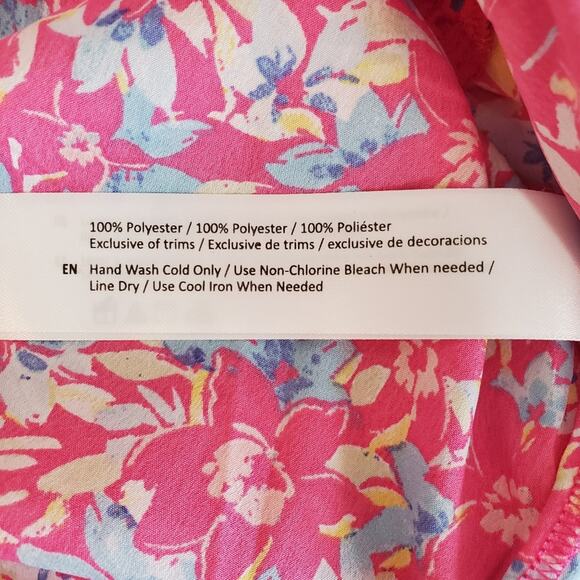 100% Polyester / 100% Polyester / 100% Poliéster
Exclusive of trims / Exclusive de trims / exclusive de decoracions
EN Hand Wash Cold Only / Use Non-Chlorine Bleach When needed /
Line Dry / Use Cool Iron When Needed